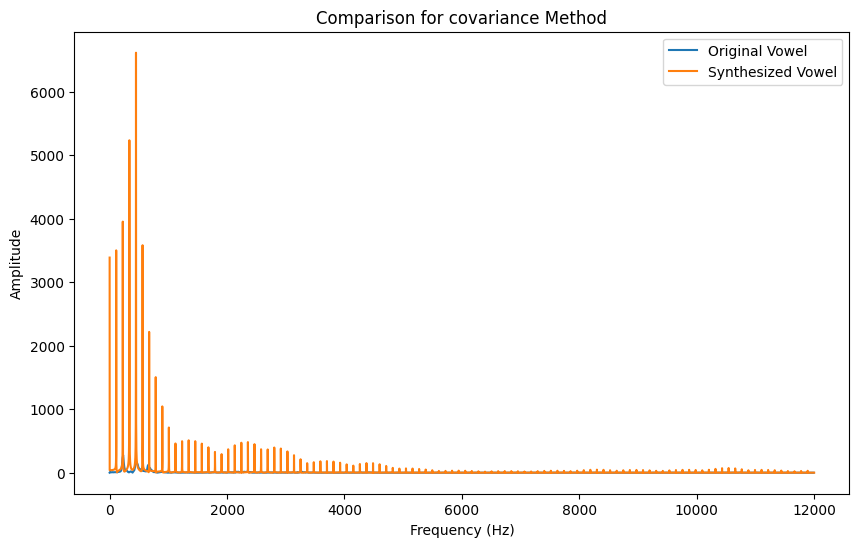 Comparison for covariance Method
Original Vowel
Synthesized Vowel
Amplitude
6000
5000
4000
3000
2000
1000
0
0 2000 4000 6000 8000 10000 12000
Frequency (Hz)